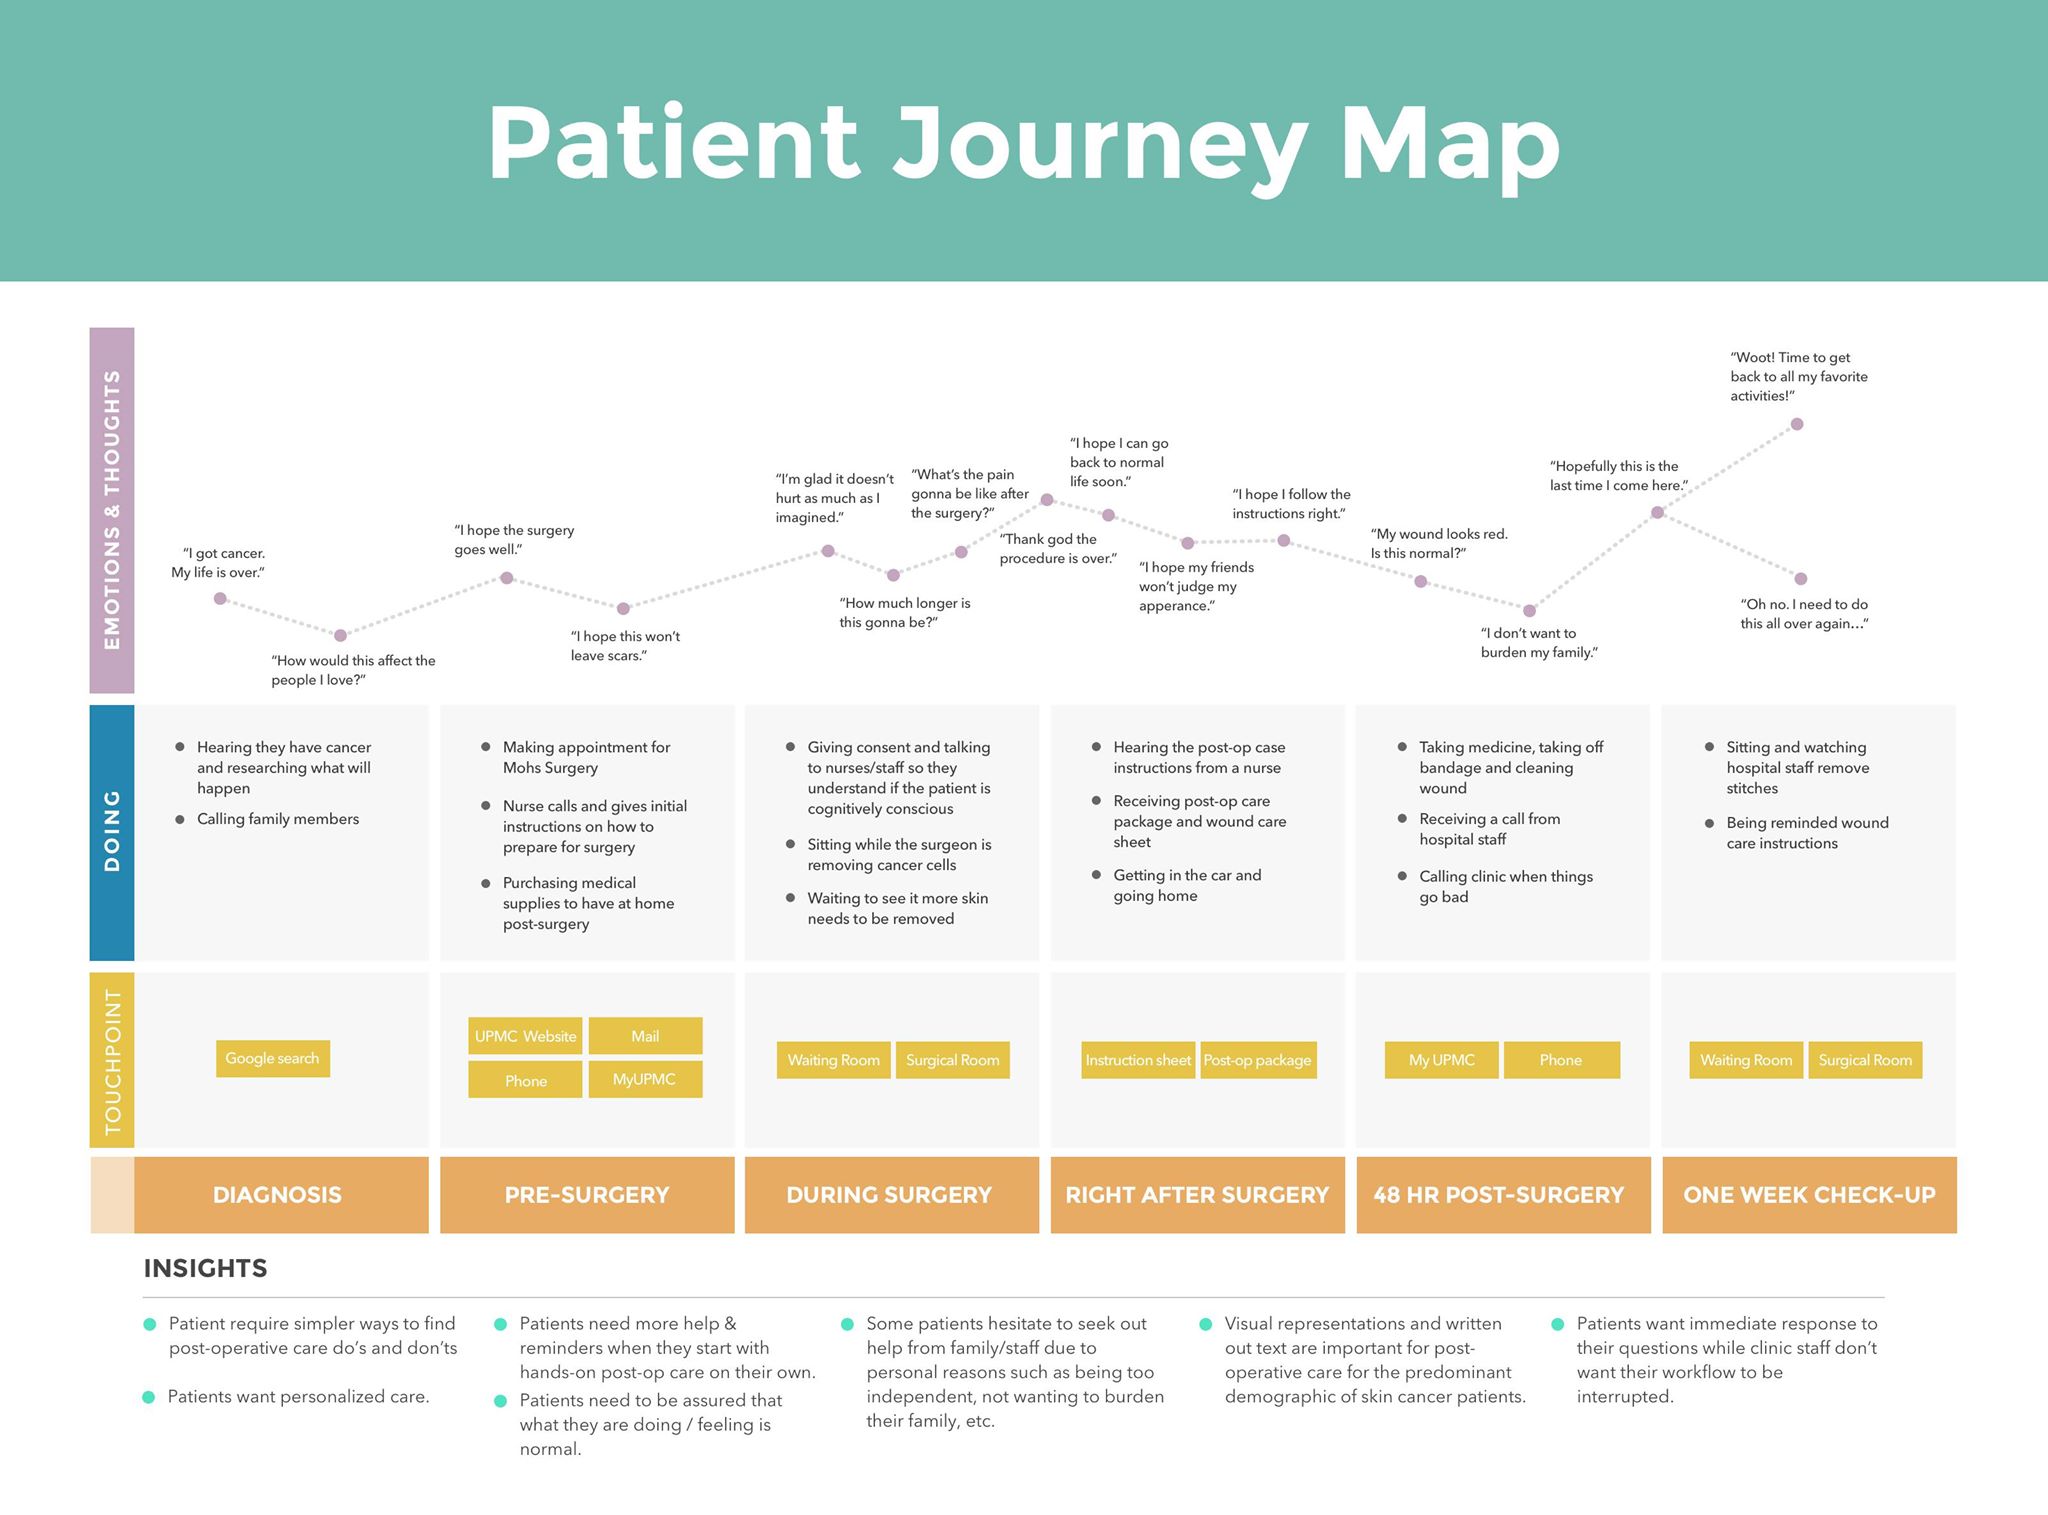 Patient Journey Map
EMOTIONS & THOUGHTS
“I got cancer.
My life is over.”
“How would this affect the
people I love?”
“I hope the surgery
goes well.”
“I hope this won’t
leave scars.”
“I’m glad it doesn’t
hurt as much as I
imagined.”
“How much longer is
this gonna be?”
“What’s the pain
gonna be like after
the surgery?”
“Thank god the
procedure is over.”
“I hope I can go
back to normal
life soon.”
“I hope my friends
won’t judge my
apperance.”
“I hope I follow the
instructions right.”
“My wound looks red.
Is this normal?”
“I don’t want to
burden my family.”
“Hopefully this is the
last time I come here.”
“Woot! Time to get
back to all my favorite
activities!”
“Oh no. I need to do
this all over again...”
DOING
Hearing they have cancer
and researching what will
happen
Calling family members
Making appointment for
Mohs Surgery
Nurse calls and gives initial
instructions on how to
prepare for surgery
Purchasing medical
supplies to have at home
post-surgery
Giving consent and talking
to nurses/staff so they
understand if the patient is
cognitively conscious
Sitting while the surgeon is
removing cancer cells
Waiting to see it more skin
needs to be removed
Hearing the post-op case
instructions from a nurse
Receiving post-op care
package and wound care
sheet
Getting in the car and
going home
Taking medicine, taking off
bandage and cleaning
wound
Receiving a call from
hospital staff
Calling clinic when things
go bad
Sitting and watching
hospital staff remove
stitches
Being reminded wound
care instructions
TOUCHPOINT
Google search
UPMC Website
Mail
Phone
MyUPMC
Waiting Room
Surgical Room
Instruction sheet
Post-op package
My UPMC
Phone
Waiting Room
Surgical Room
DIAGNOSIS
PRE-SURGERY
DURING SURGERY
RIGHT AFTER SURGERY
48 HR POST-SURGERY
ONE WEEK CHECK-UP
INSIGHTS
Patient require simpler ways to find
post-operative care do’s and don’ts
Patients want personalized care.
Patients need more help &
reminders when they start with
hands-on post-op care on their own.
Patients need to be assured that
what they are doing / feeling is
normal.
Some patients hesitate to seek out
help from family/staff due to
personal reasons such as being too
independent, not wanting to burden
their family, etc.
Visual representations and written
out text are important for post-
operative care for the predominant
demographic of skin cancer patients.
Patients want immediate response to
their questions while clinic staff don’t
want their workflow to be
interrupted.